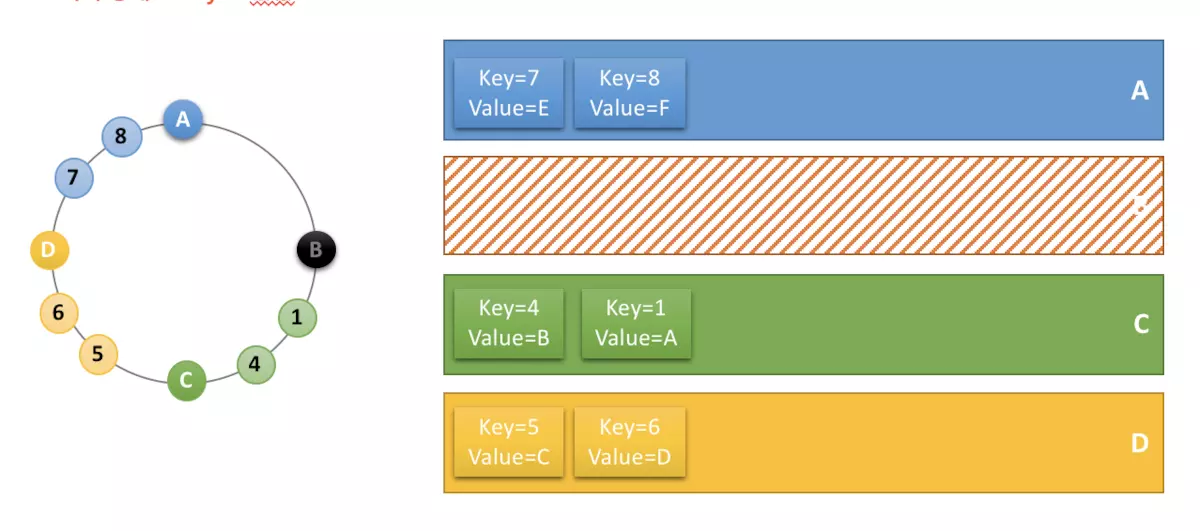 A
8
7
D
B
6
1
5
4
C
Key=7
Value=E
Key=8
Value=F
A
Key=4
Value=B
Key=1
Value=A
C
Key=5
Value=C
Key=6
Value=D
D